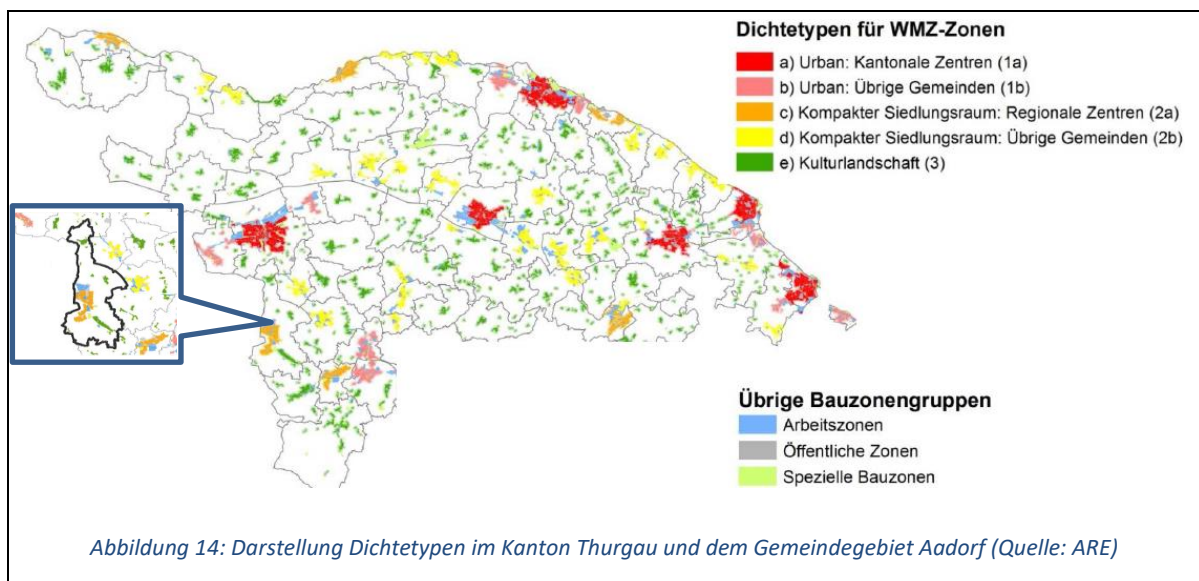 Dichtetypen für WMZ-Zonen
a) Urban: Kantonale Zentren (1a)
b) Urban: Übrige Gemeinden (1b)
c) Kompakter Siedlungsraum: Regionale Zentren (2a)
d) Kompakter Siedlungsraum: Übrige Gemeinden (2b)
e) Kulturlandschaft (3)
Übrige Bauzonengruppen
Arbeitszonen
Öffentliche Zonen
Spezielle Bauzonen
Abbildung 14: Darstellung Dichtetypen im Kanton Thurgau und dem Gemeindegebiet Aadorf (Quelle: ARE)